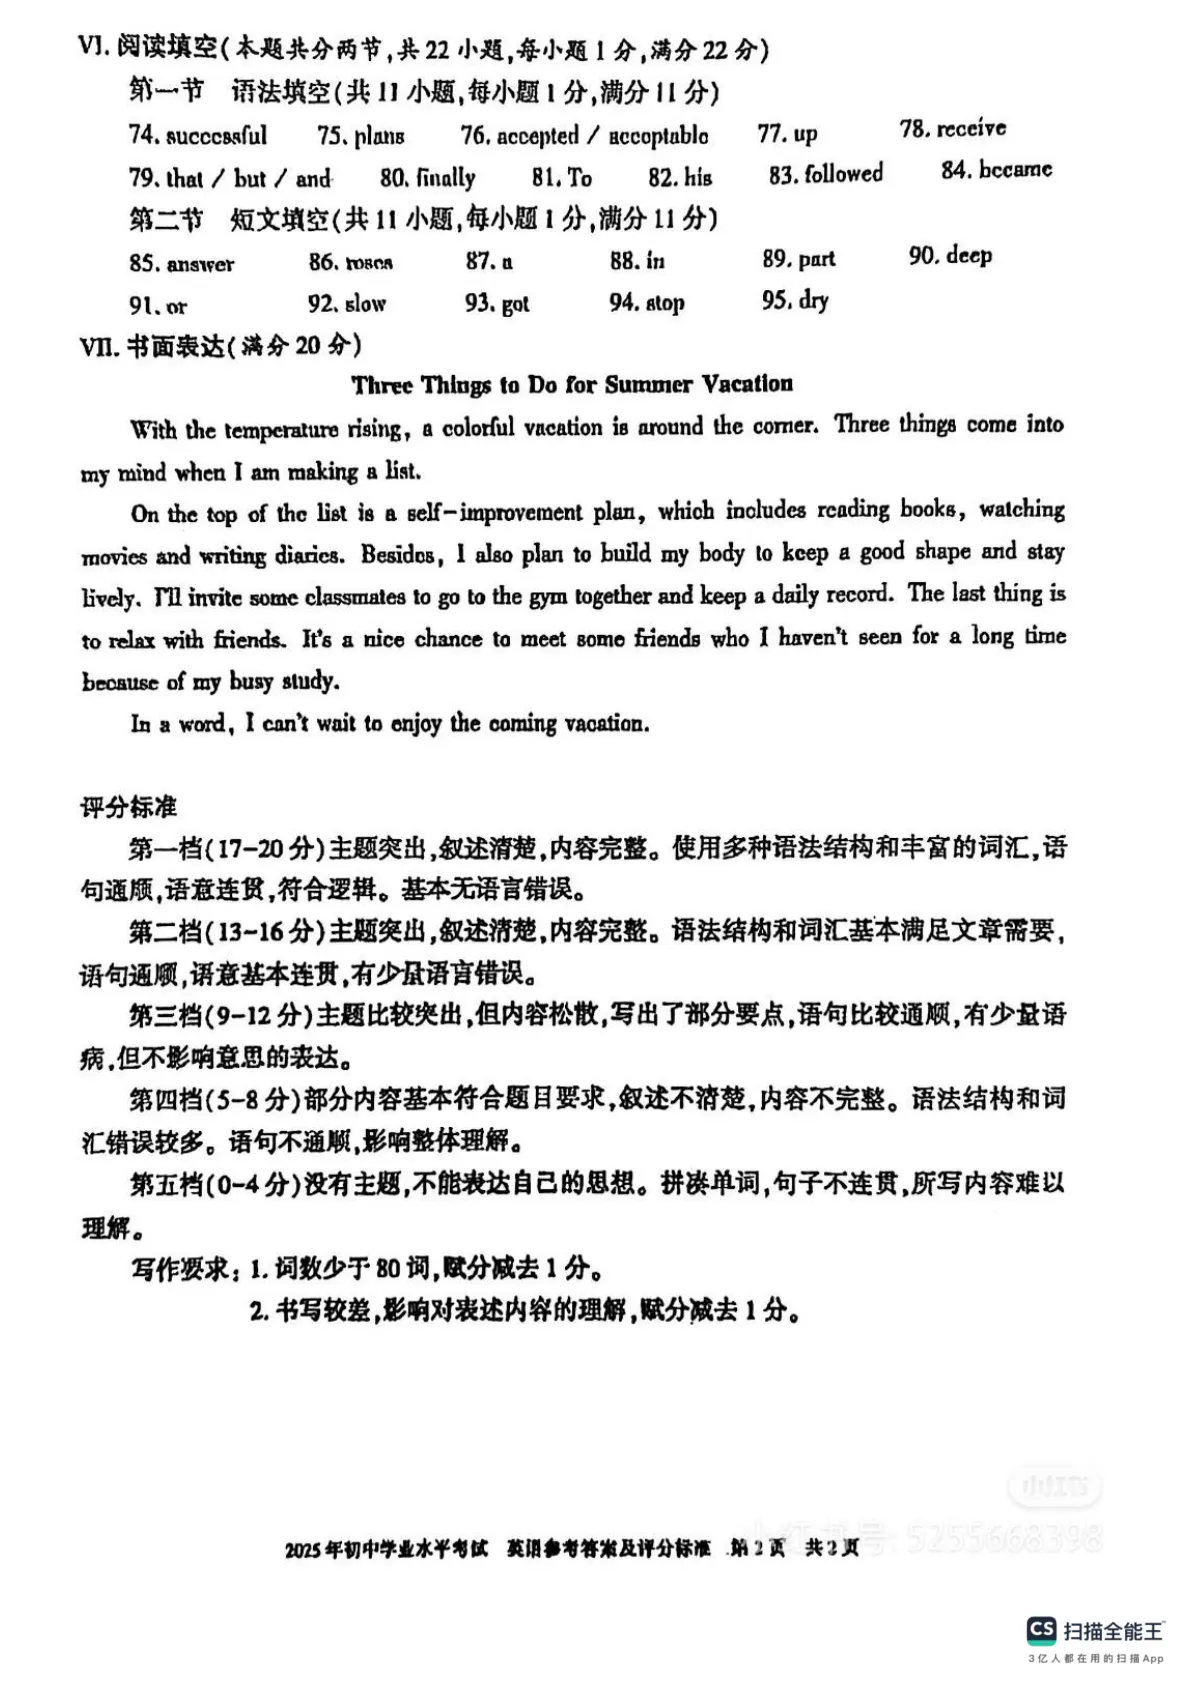 VI. 阅读填空(本题共分两节,共22小题,每小题1分,满分22分)
第一节 语法填空(共11小题,每小题1分,满分11分)
74. successful 75. plans 76. accepted / acceptable 77. up 78. receive
79. that / but / and 80. finally 81. To 82. his 83. followed 84. became
第二节 短文填空(共11小题,每小题1分,满分11分)
85. answer 86. roses 87. a 88. in 89. part 90. deep
91. or 92. slow 93. got 94. stop 95. dry
VII. 书面表达(满分20分)
Three Things to Do for Summer Vacation
With the temperature rising, a colorful vacation is around the corner. Three things come into
my mind when I am making a list.
On the top of the list is a self-improvement plan, which includes reading books, watching
movies and writing diaries. Besides, I also plan to build my body to keep a good shape and stay
lively. I'll invite some classmates to go to the gym together and keep a daily record. The last thing is
to relax with friends. It's a nice chance to meet some friends who I haven't seen for a long time
because of my busy study.
In a word, I can't wait to enjoy the coming vacation.
评分标准
第一档(17-20分)主题突出,叙述清楚,内容完整。使用多种语法结构和丰富的词汇,语
句通顺,语意连贯,符合逻辑。基本无语言错误。
第二档(13-16分)主题突出,叙述清楚,内容完整。语法结构和词汇基本满足文章需要,
语句通顺,语意基本连贯,有少量语言错误。
第三档(9-12分)主题比较突出,但内容松散,写出了部分要点,语句比较通顺,有少量语
病,但不影响意思的表达。
第四档(5-8分)部分内容基本符合题目要求,叙述不清楚,内容不完整。语法结构和词
汇错误较多。语句不通顺,影响整体理解。
第五档(0-4分)没有主题,不能表达自己的思想。拼凑单词,句子不连贯,所写内容难以
理解。
写作要求:1.词数少于80词,赋分减去1分。
2.书写较差,影响对表述内容的理解,赋分减去1分。
小红书
小红书号:5255668398
2025年初中学业水平考试 英语参考答案及评分标准 第2页 共2页
CS 扫描全能王
3亿人都在用的扫描App